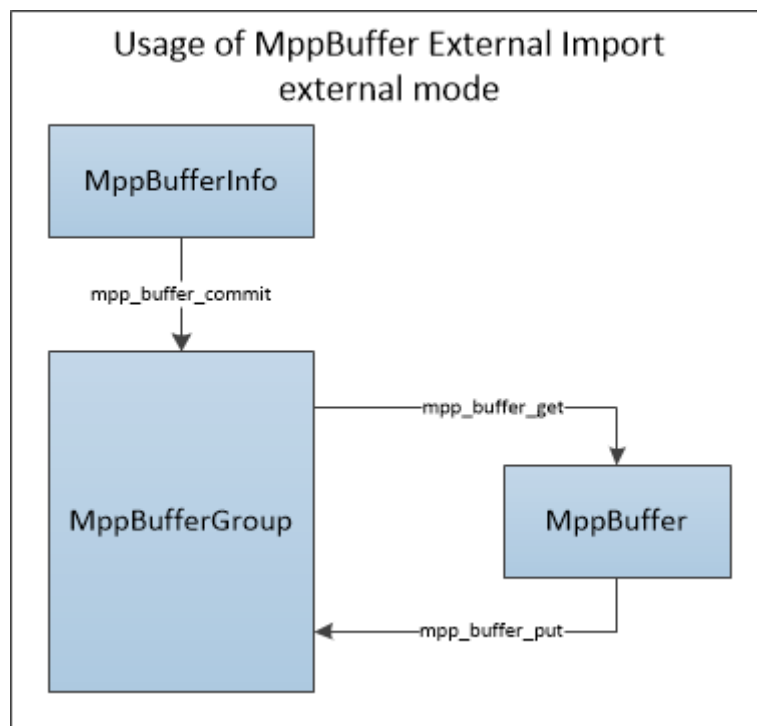 Usage of MppBuffer External Import
external mode
MppBufferInfo
mpp_buffer_commit
mpp_buffer_get
MppBufferGroup
MppBuffer
mpp_buffer_put